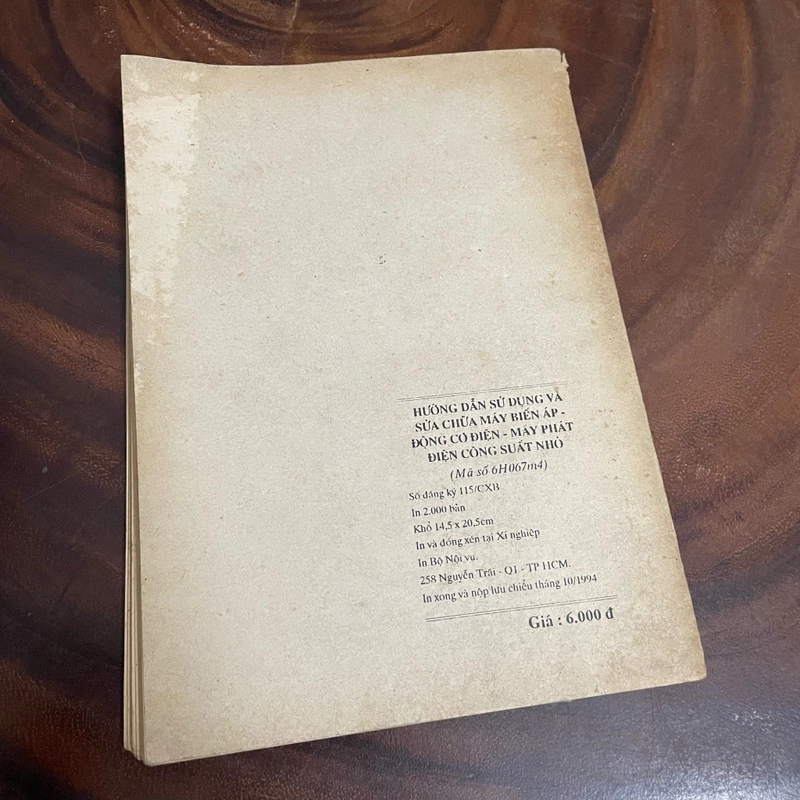 HƯỚNG DẪN SỬ DỤNG VÀ
SỬA CHỮA MÁY BIẾN ÁP -
ĐỘNG CƠ ĐIỆN - MÁY PHÁT
ĐIỆN CÔNG SUẤT NHỎ
(Mã số 6H067m4)
Số đăng ký 115/CXB
In 2.000 bản
Khổ 14,5 x 20,5cm
In và đóng xén tại Xí nghiệp
In Bộ Nội vụ.
258 Nguyễn Trãi - Q1 - TP HCM.
In xong và nộp lưu chiểu tháng 10/1994
Giá : 6.000 đ